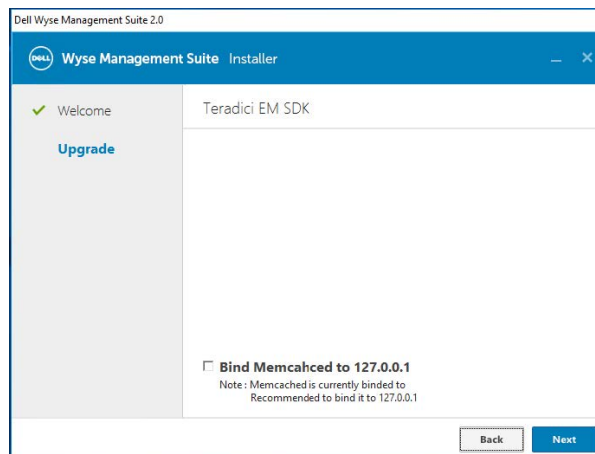 Dell Wyse Management Suite 2.0
DELL Wyse Management Suite Installer
Welcome
Teradici EM SDK
Upgrade
Bind Memcahced to 127.0.0.1
Note : Memcached is currently binded to
Recommended to bind it to 127.0.0.1
Back Next